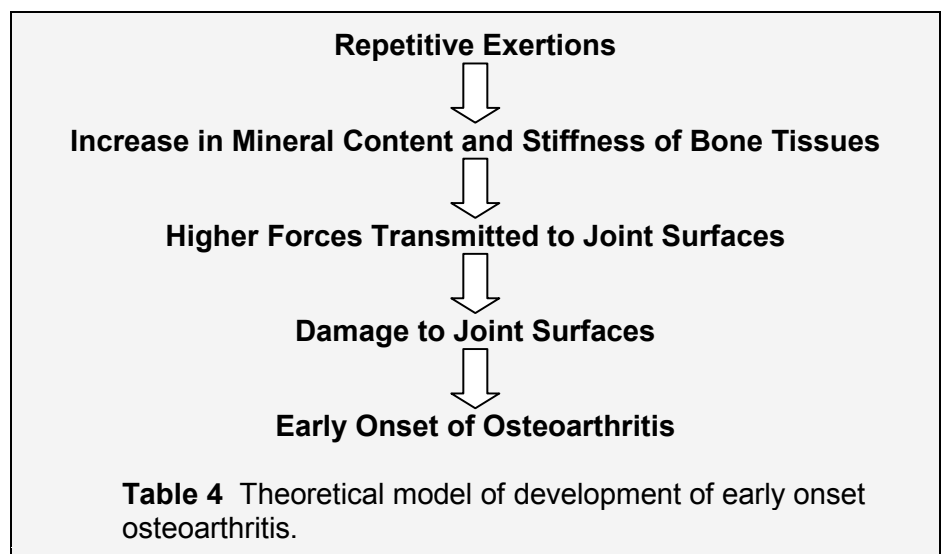 Repetitive Exertions
Increase in Mineral Content and Stiffness of Bone Tissues
Higher Forces Transmitted to Joint Surfaces
Damage to Joint Surfaces
Early Onset of Osteoarthritis
Table 4 Theoretical model of development of early onset
osteoarthritis.